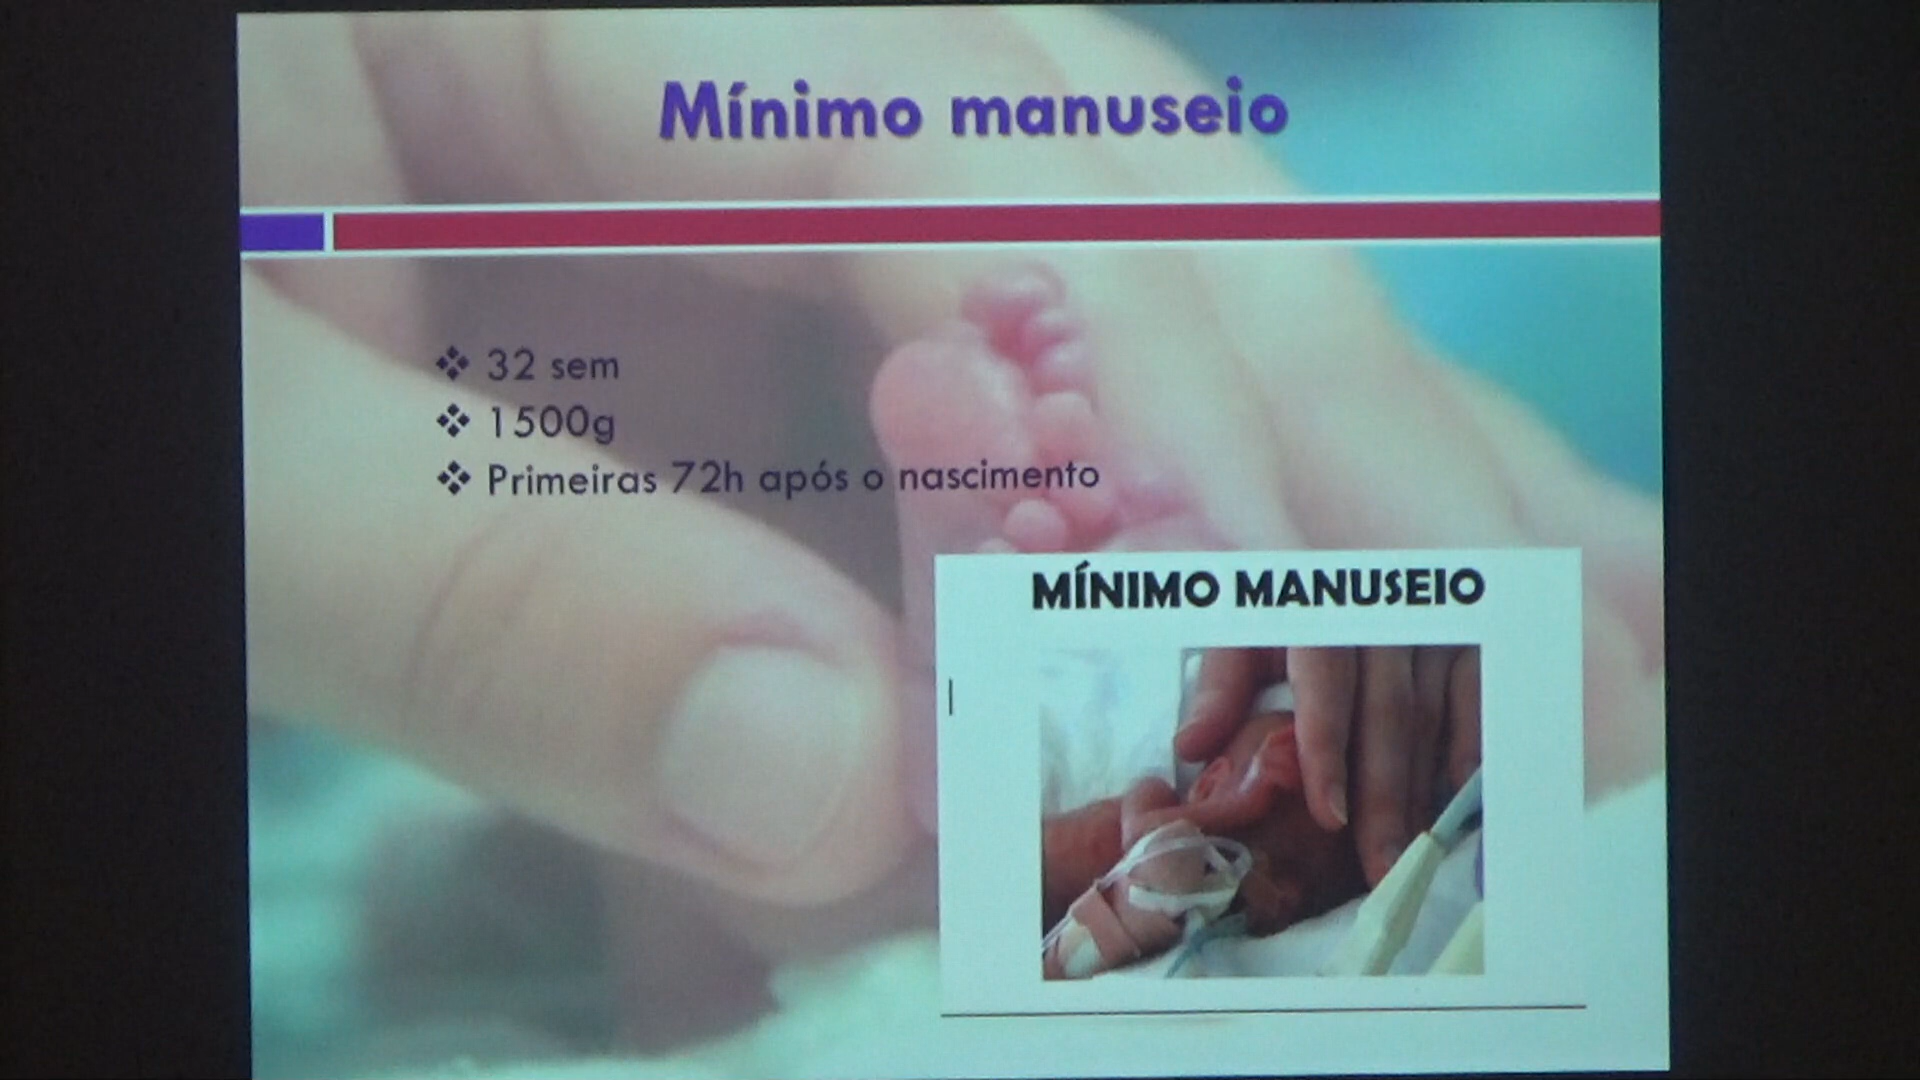 Mínimo manuseio
❖ 32 sem
❖ 1500g
❖ Primeiras 72h após o nascimento
MÍNIMO MANUSEIO